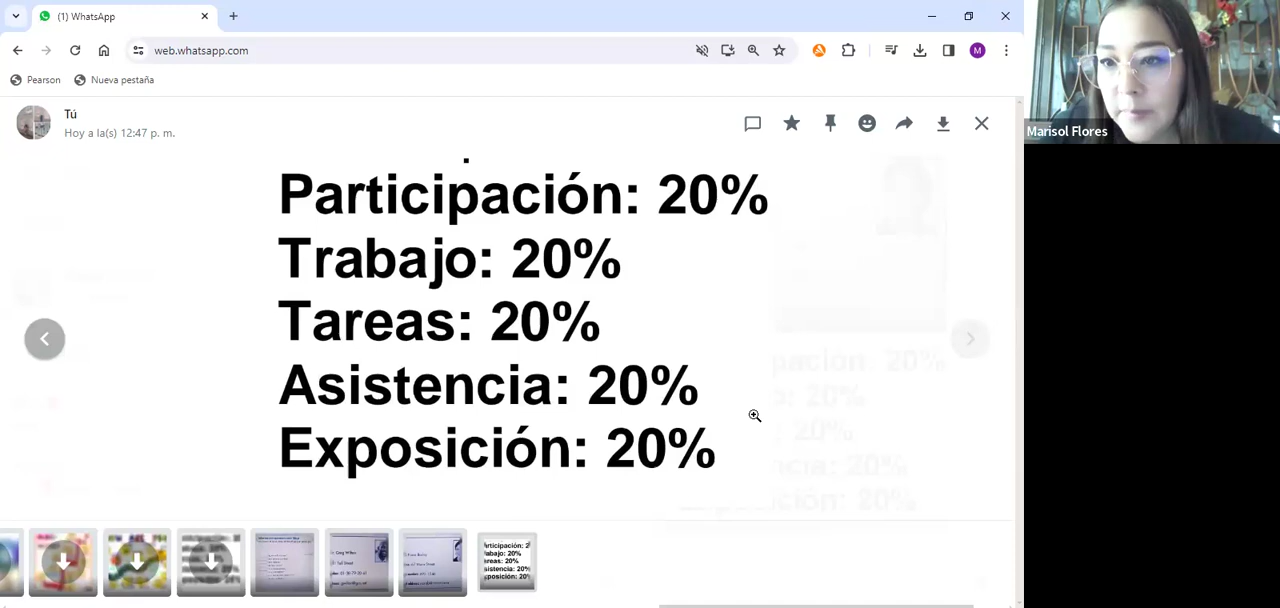 (1) WhatsApp
web.whatsapp.com
M
Pearson
Nueva pestaña
Tú
Hoy a la(s) 12:47 p. m.
Participación: 20%
Trabajo: 20%
Tareas: 20%
Asistencia: 20%
Exposición: 20%
Marisol Flores